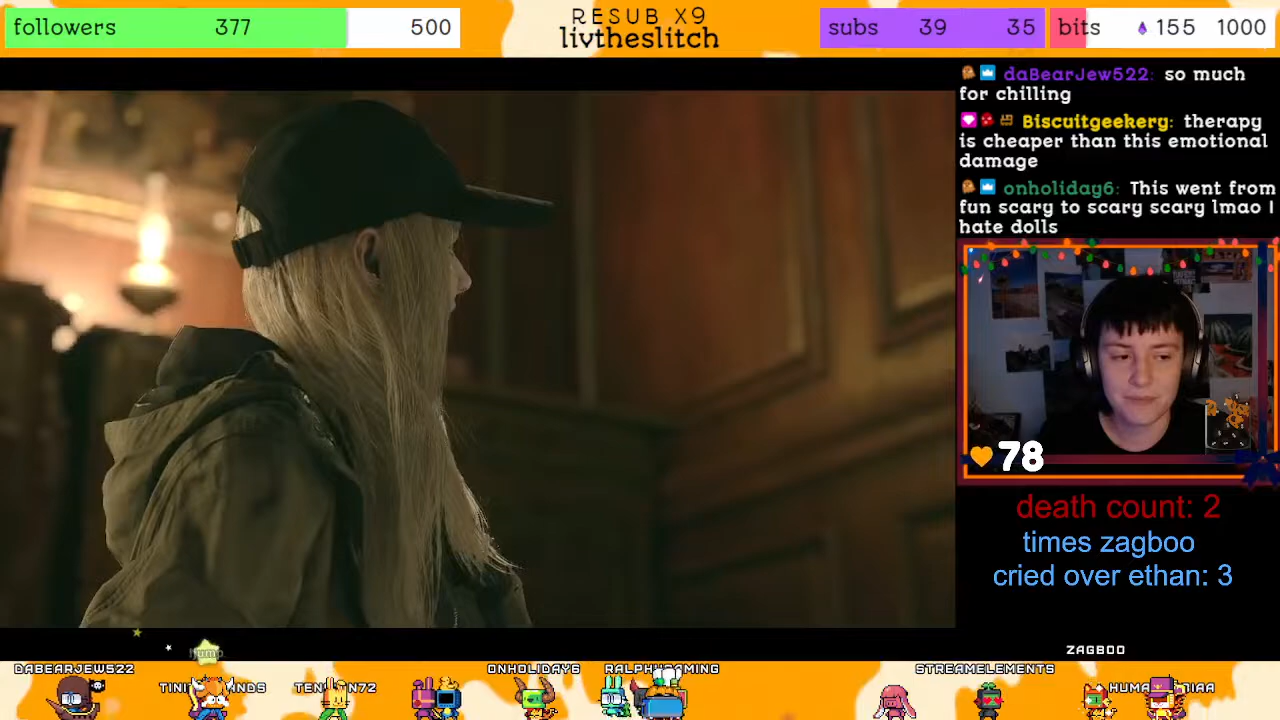 followers 377 500
RESUB X9
livtheslitch
subs 39 35
bits 155 1000
daBearJew522: so much
for chilling
Biscuitgeekery: therapy
is cheaper than this emotional
damage
onholiday6: This went from
fun scary to scary scary lmao I
hate dolls
78
death count: 2
times zagboo
cried over ethan: 3
ZAGBOO
!jump
DABEARJEW522
ONHOLIDAY6
STREAMELEMENTS